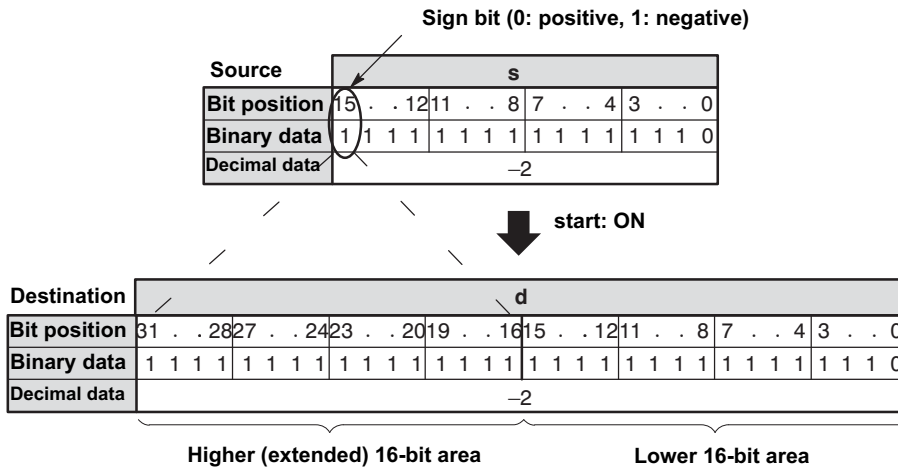 Sign bit (0: positive, 1: negative)
Source s
Bit position 15 . . 12 11 . . 8 7 . . 4 3 . . 0
Binary data 1 1 1 1 1 1 1 1 1 1 1 1 1 1 1 0
Decimal data –2
start: ON
Destination d
Bit position 31 . . 28 27 . . 24 23 . . 20 19 . . 16 15 . . 12 11 . . 8 7 . . 4 3 . . 0
Binary data 1 1 1 1 1 1 1 1 1 1 1 1 1 1 1 1 1 1 1 1 1 1 1 1 1 1 1 1 1 1 1 0
Decimal data –2
Higher (extended) 16-bit area Lower 16-bit area